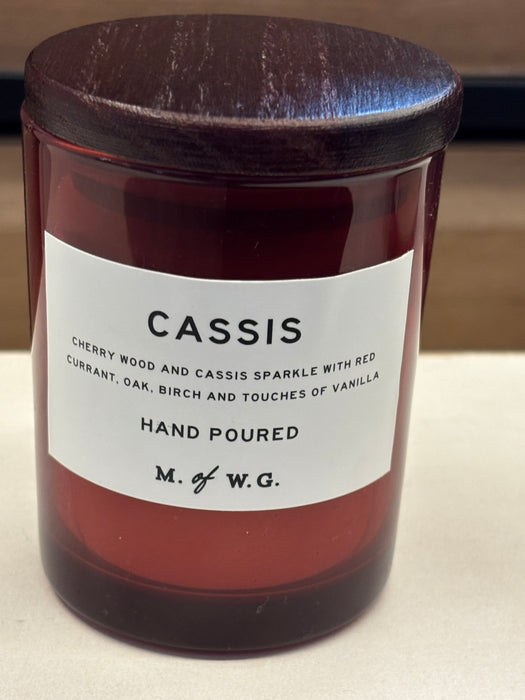 CASSIS
CHERRY WOOD AND CASSIS SPARKLE WITH RED
CURRANT, OAK, BIRCH AND TOUCHES OF VANILLA
HAND POURED
M. of W.G.